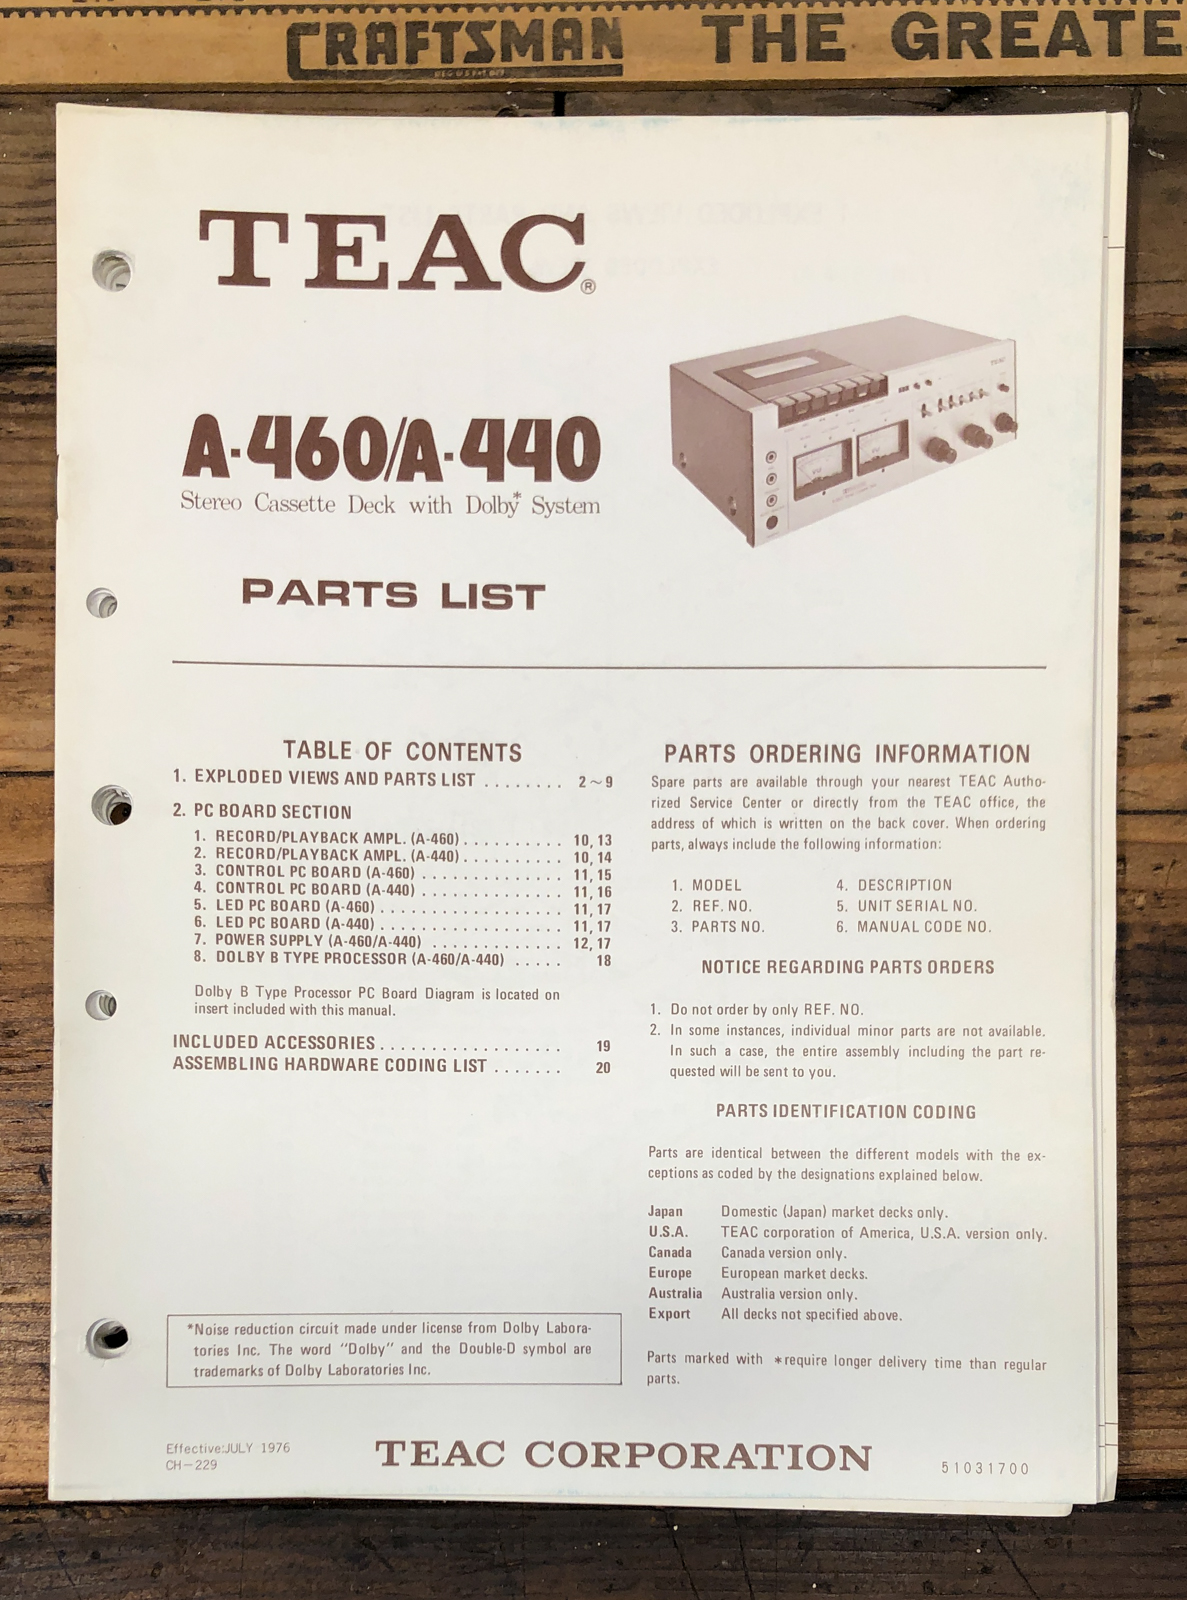 CRAFTSMAN THE GREATE
TEAC®
A-460/A-440
Stereo Cassette Deck with Dolby* System
PARTS LIST
TABLE OF CONTENTS
1. EXPLODED VIEWS AND PARTS LIST ........ 2~9
2. PC BOARD SECTION
1. RECORD/PLAYBACK AMPL. (A-460).......... 10, 13
2. RECORD/PLAYBACK AMPL. (A-440).......... 10, 14
3. CONTROL PC BOARD (A-460) ............. 11, 15
4. CONTROL PC BOARD (A-440) ............. 11, 16
5. LED PC BOARD (A-460)................. 11, 17
6. LED PC BOARD (A-440)................. 11, 17
7. POWER SUPPLY (A-460/A-440) ............ 12, 17
8. DOLBY B TYPE PROCESSOR (A-460/A-440) ..... 18
Dolby B Type Processor PC Board Diagram is located on
insert included with this manual.
INCLUDED ACCESSORIES.................. 19
ASSEMBLING HARDWARE CODING LIST ....... 20
*Noise reduction circuit made under license from Dolby Labora-
tories Inc. The word "Dolby" and the Double-D symbol are
trademarks of Dolby Laboratories Inc.
PARTS ORDERING INFORMATION
Spare parts are available through your nearest TEAC Autho-
rized Service Center or directly from the TEAC office, the
address of which is written on the back cover. When ordering
parts, always include the following information:
1. MODEL 4. DESCRIPTION
2. REF. NO. 5. UNIT SERIAL NO.
3. PARTS NO. 6. MANUAL CODE NO.
NOTICE REGARDING PARTS ORDERS
1. Do not order by only REF. NO.
2. In some instances, individual minor parts are not available.
In such a case, the entire assembly including the part re-
quested will be sent to you.
PARTS IDENTIFICATION CODING
Parts are identical between the different models with the ex-
ceptions as coded by the designations explained below.
Japan Domestic (Japan) market decks only.
U.S.A. TEAC corporation of America, U.S.A. version only.
Canada Canada version only.
Europe European market decks.
Australia Australia version only.
Export All decks not specified above.
Parts marked with *require longer delivery time than regular
parts.
Effective:JULY 1976
CH-229
TEAC CORPORATION
51031700